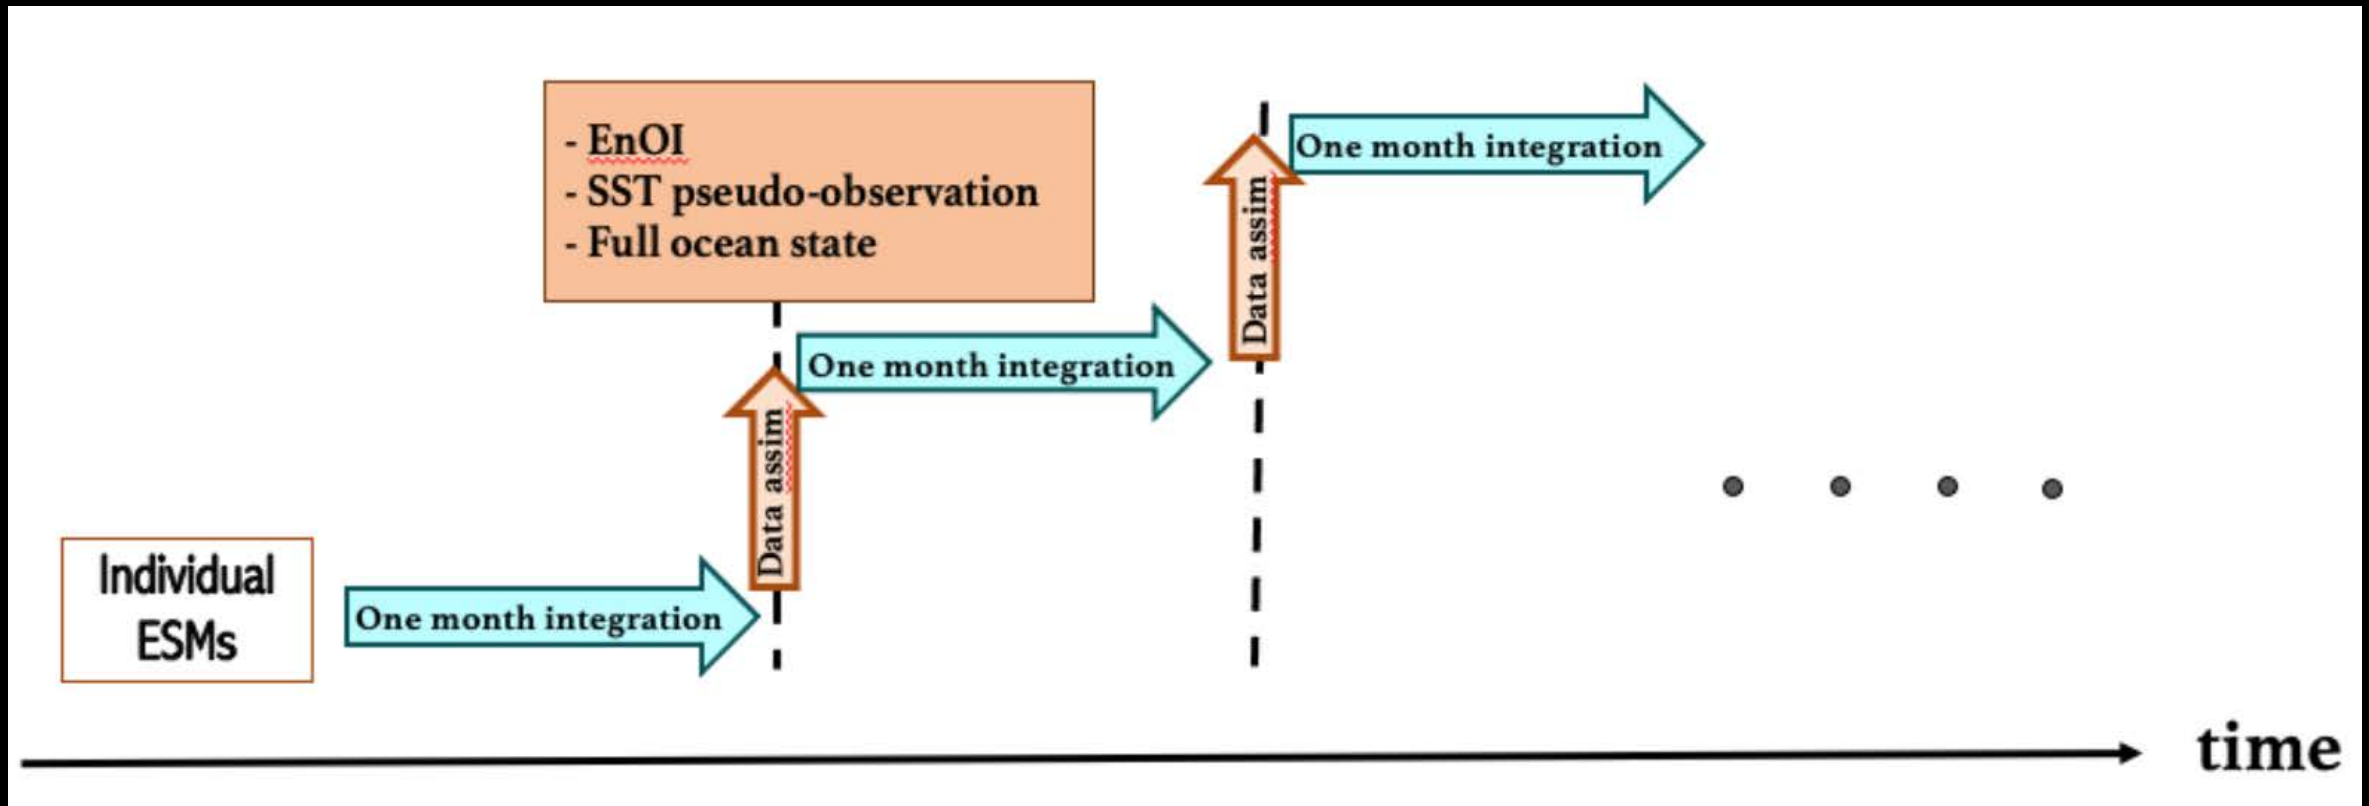 - EnOI
- SST pseudo-observation
- Full ocean state
One month integration
Data assim
One month integration
Data assim
Individual
ESMs
One month integration
time